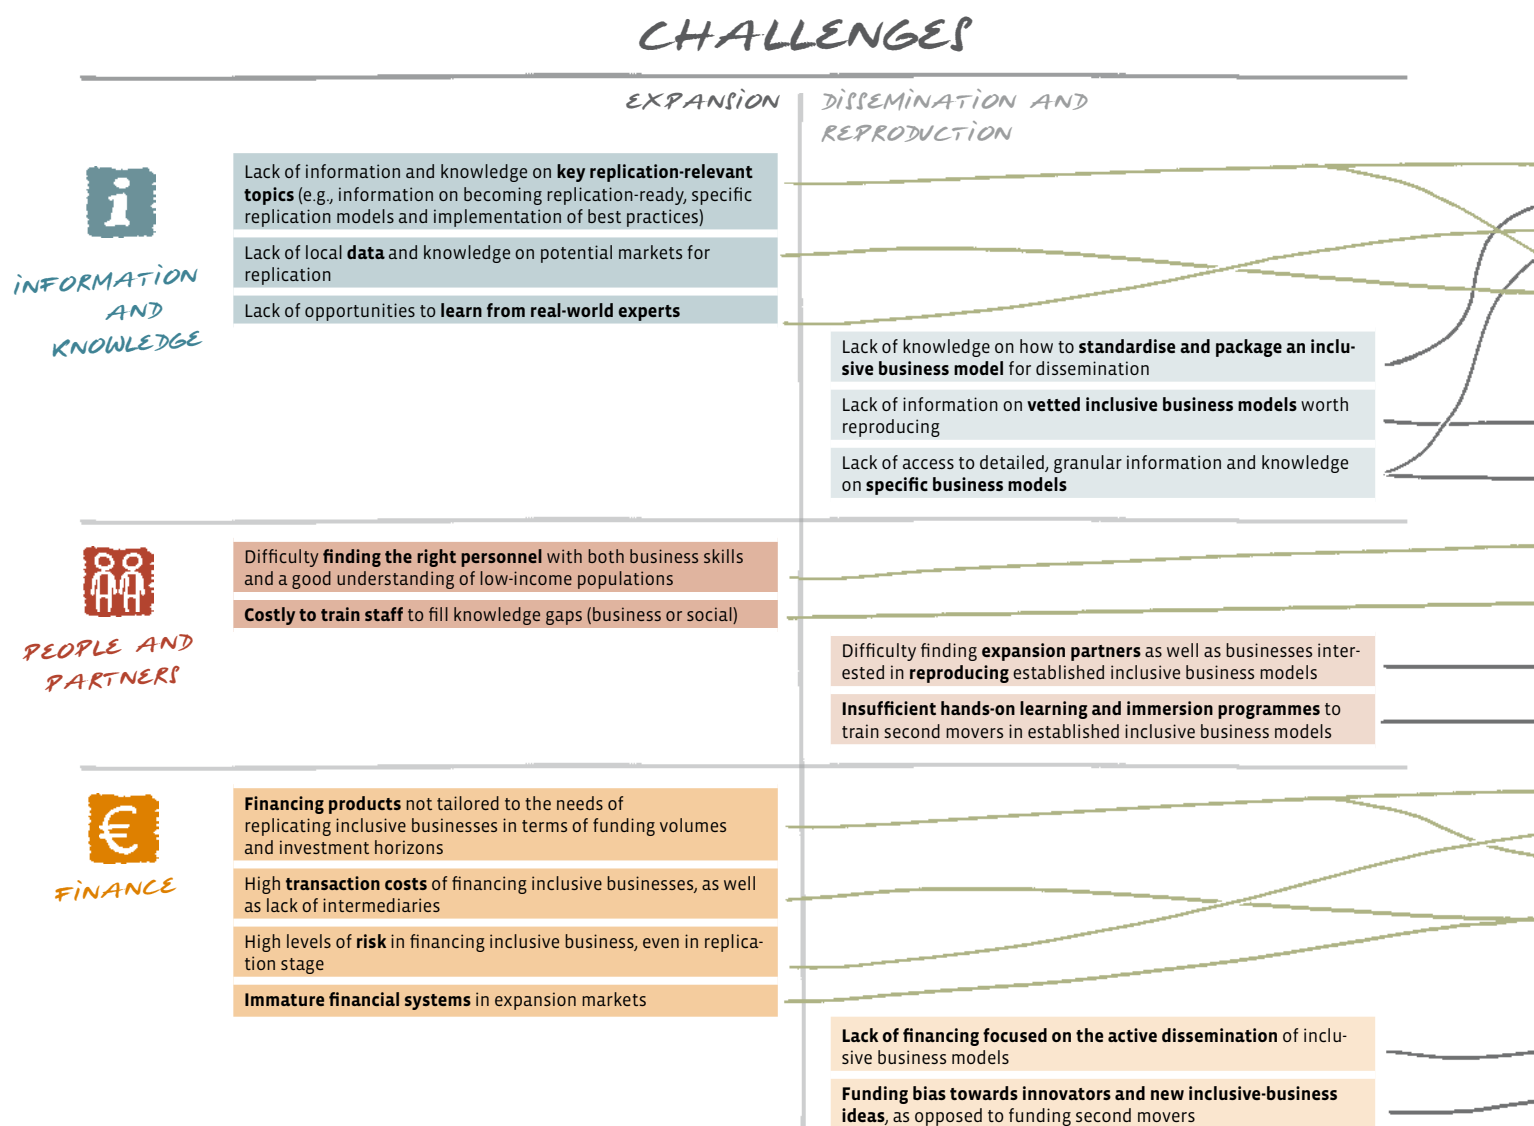 CHALLENGES
EXPANSION
DISSEMINATION AND
REPRODUCTION
INFORMATION
AND
KNOWLEDGE
Lack of information and knowledge on key replication-relevant
topics (e.g., information on becoming replication-ready, specific
replication models and implementation of best practices)
Lack of local data and knowledge on potential markets for
replication
Lack of opportunities to learn from real-world experts
Lack of knowledge on how to standardise and package an inclu-
sive business model for dissemination
Lack of information on vetted inclusive business models worth
reproducing
Lack of access to detailed, granular information and knowledge
on specific business models
PEOPLE AND
PARTNERS
Difficulty finding the right personnel with both business skills
and a good understanding of low-income populations
Costly to train staff to fill knowledge gaps (business or social)
Difficulty finding expansion partners as well as businesses inter-
ested in reproducing established inclusive business models
Insufficient hands-on learning and immersion programmes to
train second movers in established inclusive business models
€
FINANCE
Financing products not tailored to the needs of
replicating inclusive businesses in terms of funding volumes
and investment horizons
High transaction costs of financing inclusive businesses, as well
as lack of intermediaries
High levels of risk in financing inclusive business, even in replica-
tion stage
Immature financial systems in expansion markets
Lack of financing focused on the active dissemination of inclu-
sive business models
Funding bias towards innovators and new inclusive-business
ideas, as opposed to funding second movers